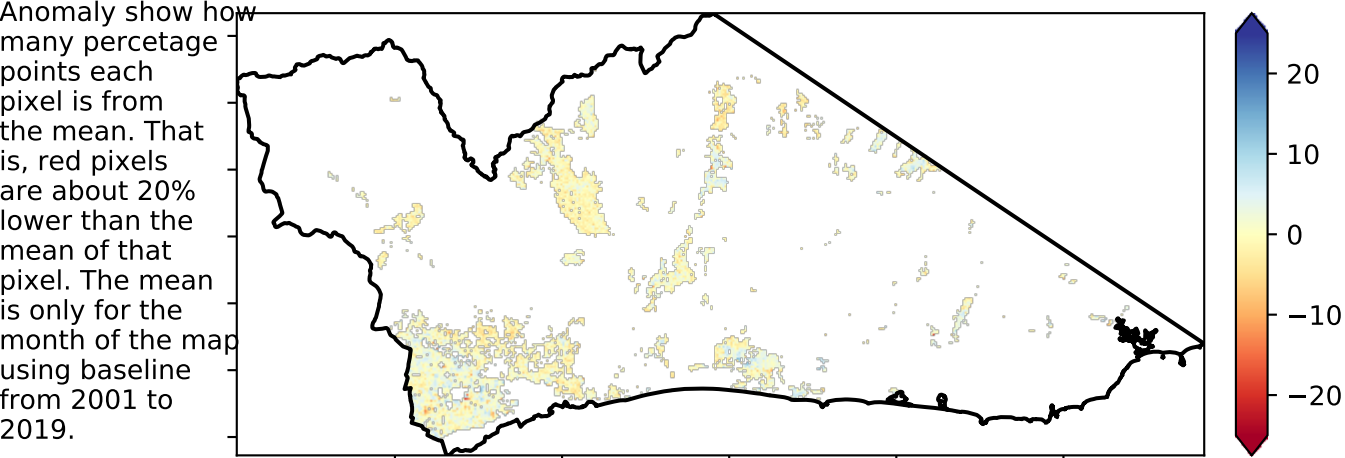 Anomaly show how
many percetage
points each
pixel is from
the mean. That
is, red pixels
are about 20%
lower than the
mean of that
pixel. The mean
is only for the
month of the map
using baseline
from 2001 to
2019.
20
10
0
−10
−20